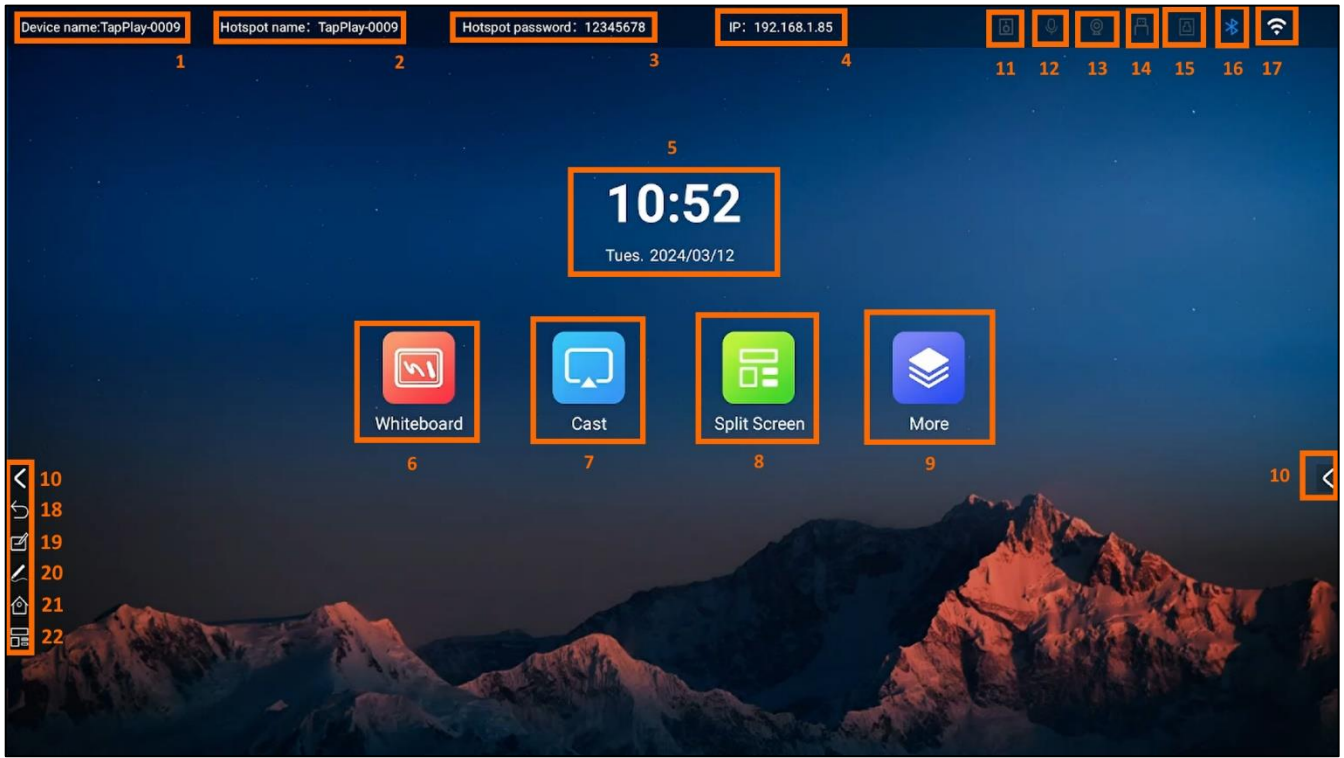 Device name:TapPlay-0009 Hotspot name：TapPlay-0009 Hotspot password：12345678 IP：192.168.1.85
1 2 3 4 11 12 13 14 15 16 17
5
10:52
Tues. 2024/03/12
Whiteboard Cast Split Screen More
6 7 8 9
10 10
18
19
20
21
22